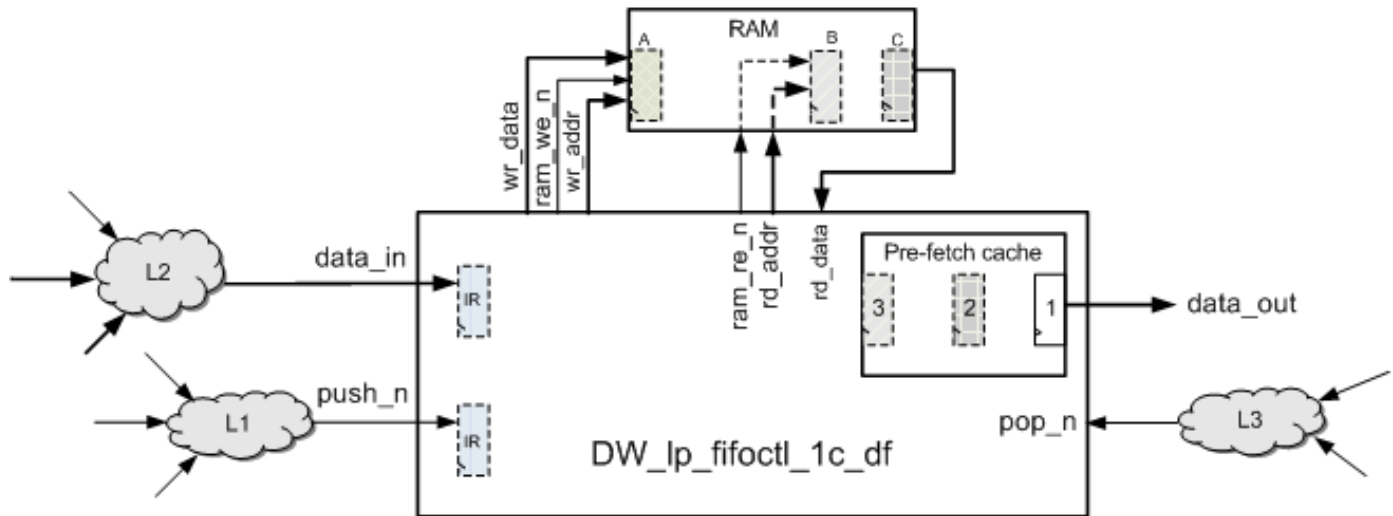 RAM
A
B
C
wr_data
ram_we_n
wr_addr
ram_re_n
rd_addr
rd_data
L2
data_in
IR
Pre-fetch cache
3
2
1
data_out
L1
push_n
IR
pop_n
L3
DW_lp_fifoctl_1c_df